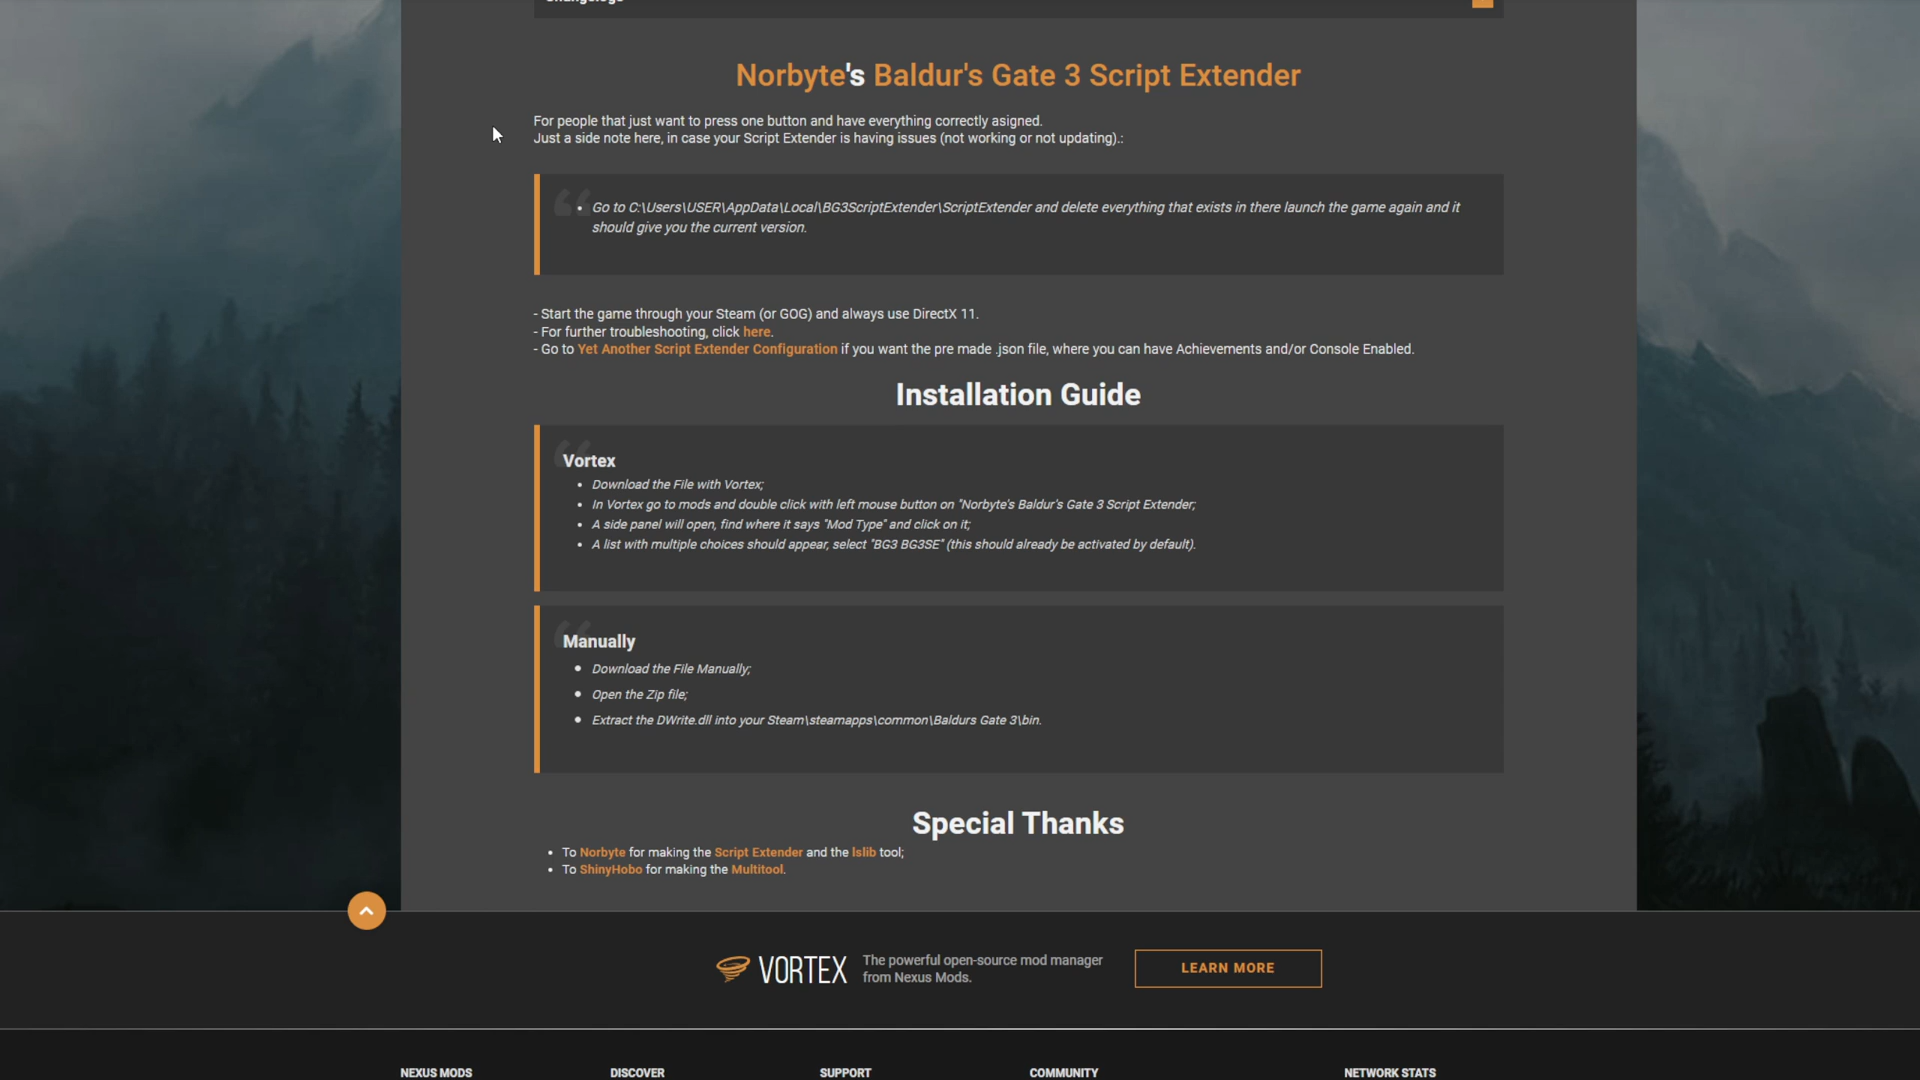 Norbyte's Baldur's Gate 3 Script Extender
For people that just want to press one button and have everything correctly asigned.
Just a side note here, in case your Script Extender is having issues (not working or not updating).:
Go to C:\Users\USER\AppData\Local\BG3ScriptExtender\ScriptExtender and delete everything that exists in there launch the game again and it
should give you the current version.
- Start the game through your Steam (or GOG) and always use DirectX 11.
- For further troubleshooting, click here.
- Go to Yet Another Script Extender Configuration if you want the pre made .json file, where you can have Achievements and/or Console Enabled.
Installation Guide
Vortex
• Download the File with Vortex;
• In Vortex go to mods and double click with left mouse button on "Norbyte's Baldur's Gate 3 Script Extender;
• A side panel will open, find where it says "Mod Type" and click on it;
• A list with multiple choices should appear, select "BG3 BG3SE" (this should already be activated by default).
Manually
• Download the File Manually;
• Open the Zip file;
• Extract the DWrite.dll into your Steam\steamapps\common\Baldurs Gate 3\bin.
Special Thanks
• To Norbyte for making the Script Extender and the lslib tool;
• To ShinyHobo for making the Multitool.
VORTEX
The powerful open-source mod manager
from Nexus Mods.
LEARN MORE
NEXUS MODS DISCOVER SUPPORT COMMUNITY NETWORK STATS